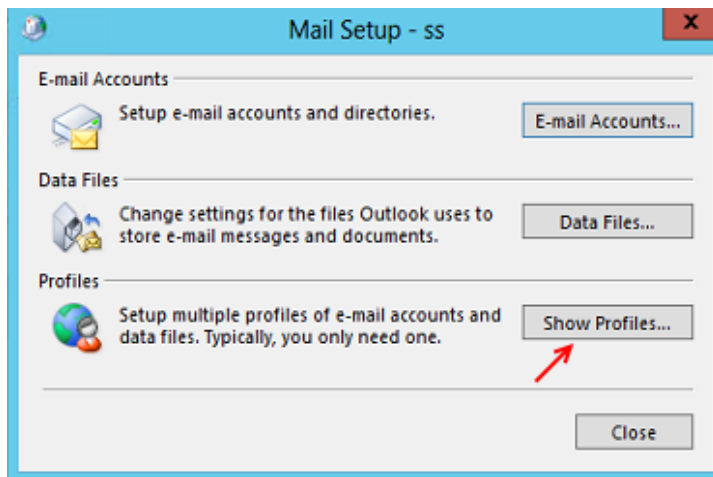 Mail Setup - ss
x
E-mail Accounts
Setup e-mail accounts and directories.
E-mail Accounts...
Data Files
Change settings for the files Outlook uses to
store e-mail messages and documents.
Data Files...
Profiles
Setup multiple profiles of e-mail accounts and
data files. Typically, you only need one.
Show Profiles...
Close